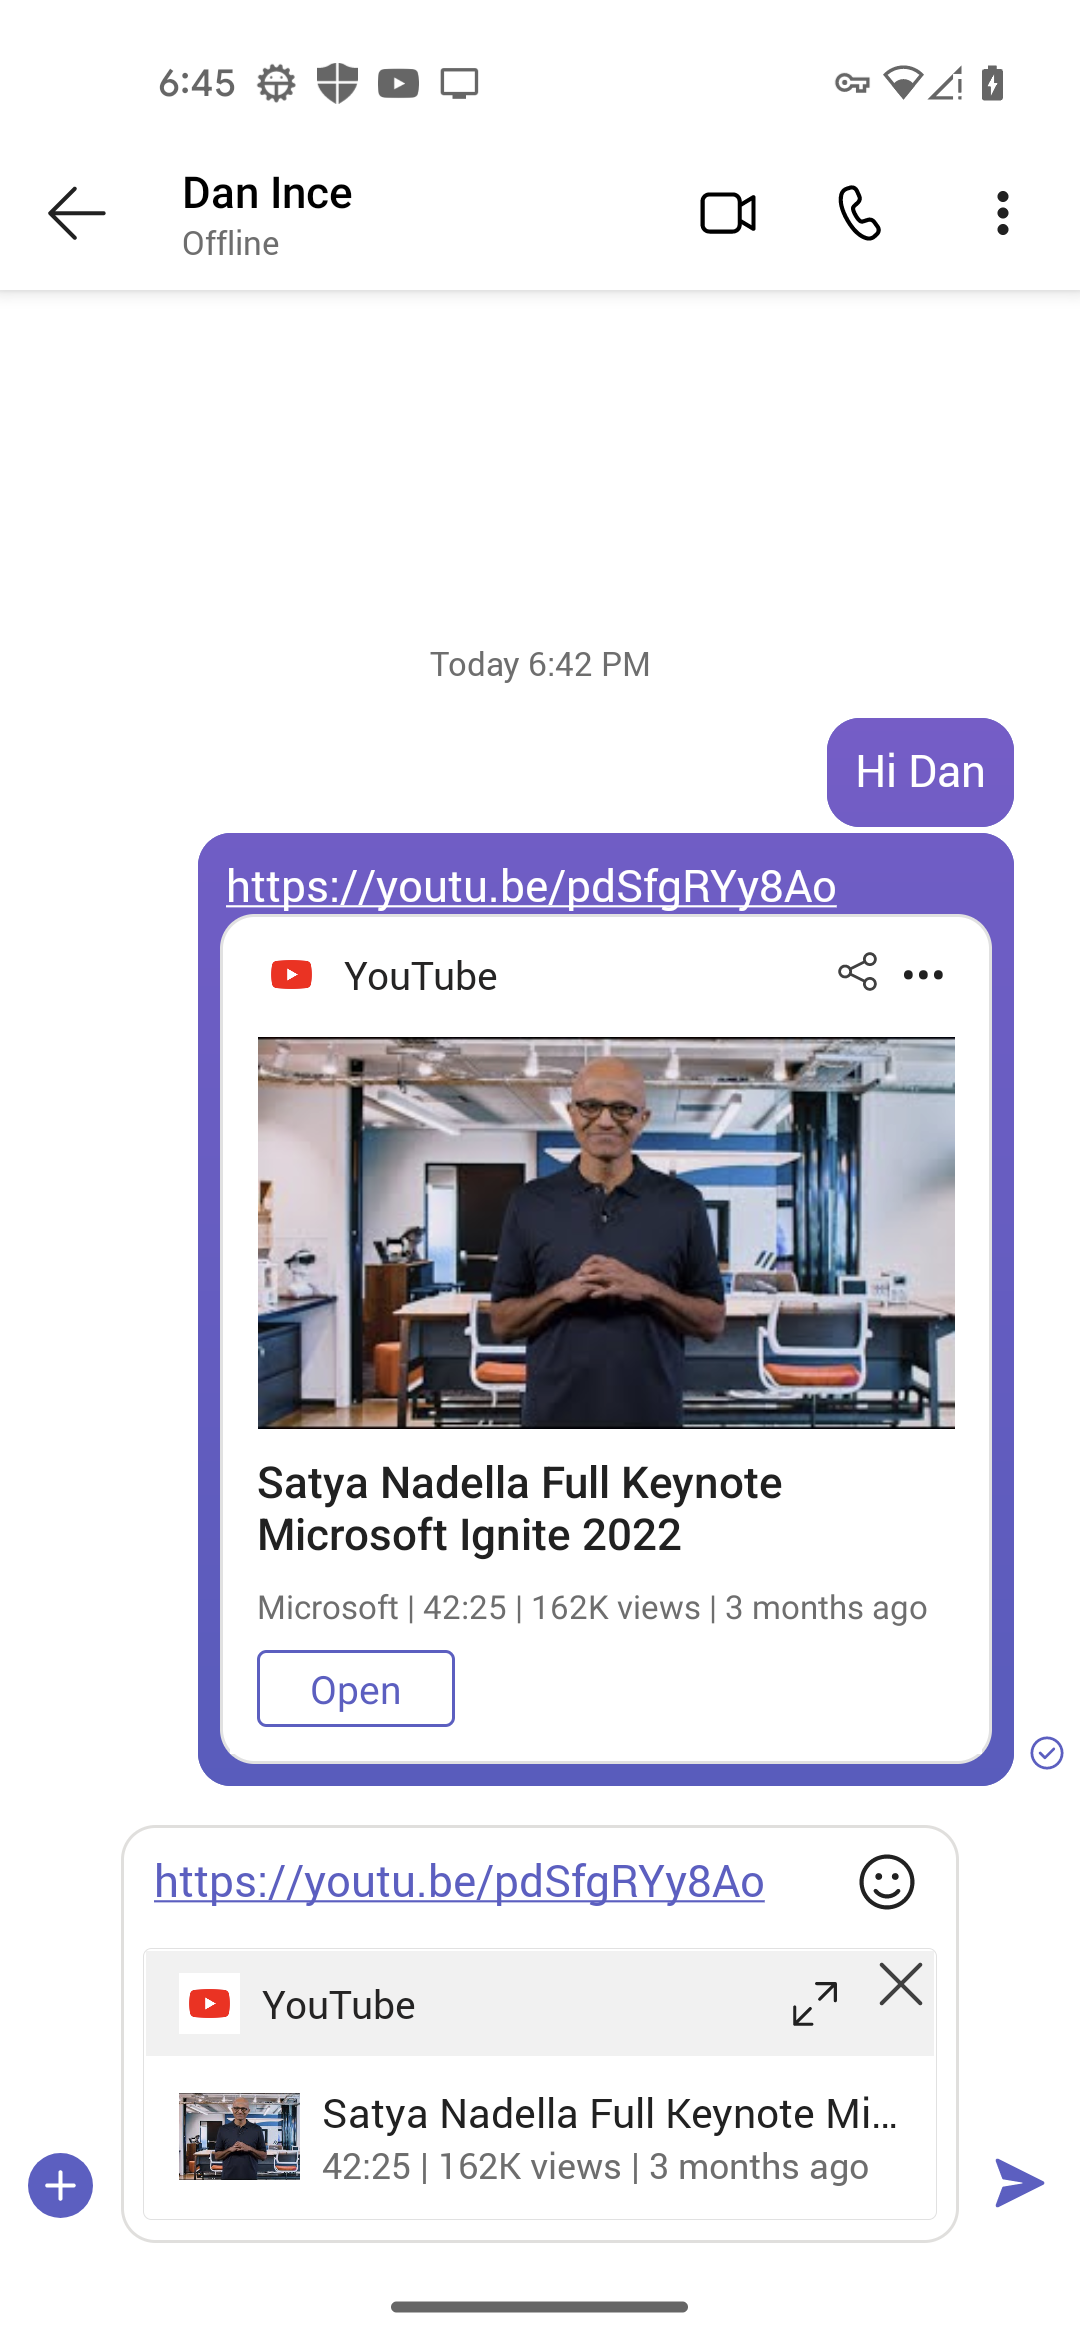 6:45
Dan Ince
Offline
Today 6:42 PM
Hi Dan
https://youtu.be/pdSfgRYy8Ao
YouTube
Satya Nadella Full Keynote
Microsoft Ignite 2022
Microsoft | 42:25 | 162K views | 3 months ago
Open
https://youtu.be/pdSfgRYy8Ao
YouTube
Satya Nadella Full Keynote Mi...
42:25 | 162K views | 3 months ago